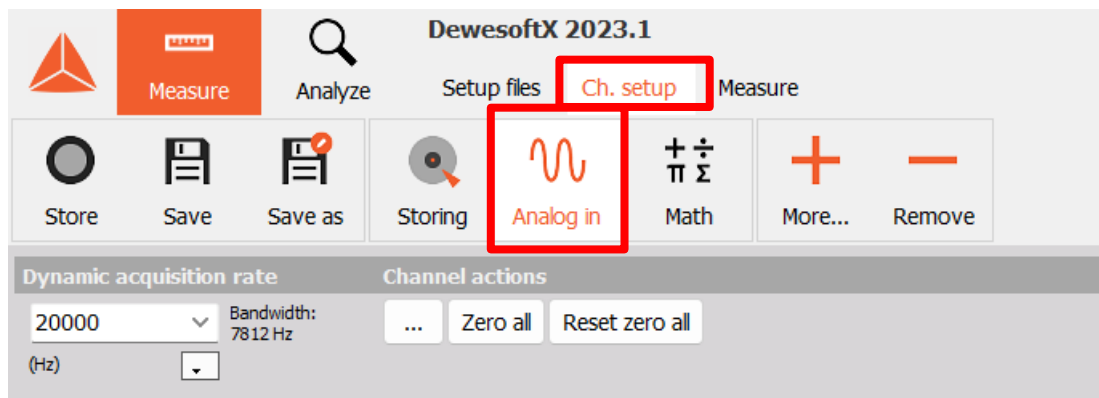 DewesoftX 2023.1
Measure
Analyze
Setup files
Ch. setup
Measure
Store
Save
Save as
Storing
Analog in
+ ÷ π Σ
Math
More...
Remove
Dynamic acquisition rate
Channel actions
20000
Bandwidth:
7812 Hz
(Hz)
...
Zero all
Reset zero all